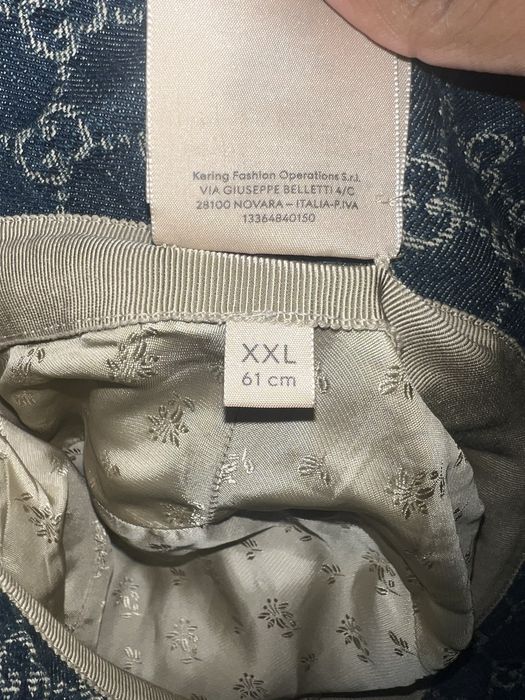 Kering Fashion Operations S.r.l.
VIA GIUSEPPE BELLETTI 4/C
28100 NOVARA – ITALIA-P.IVA
13364840150
XXL
61 cm